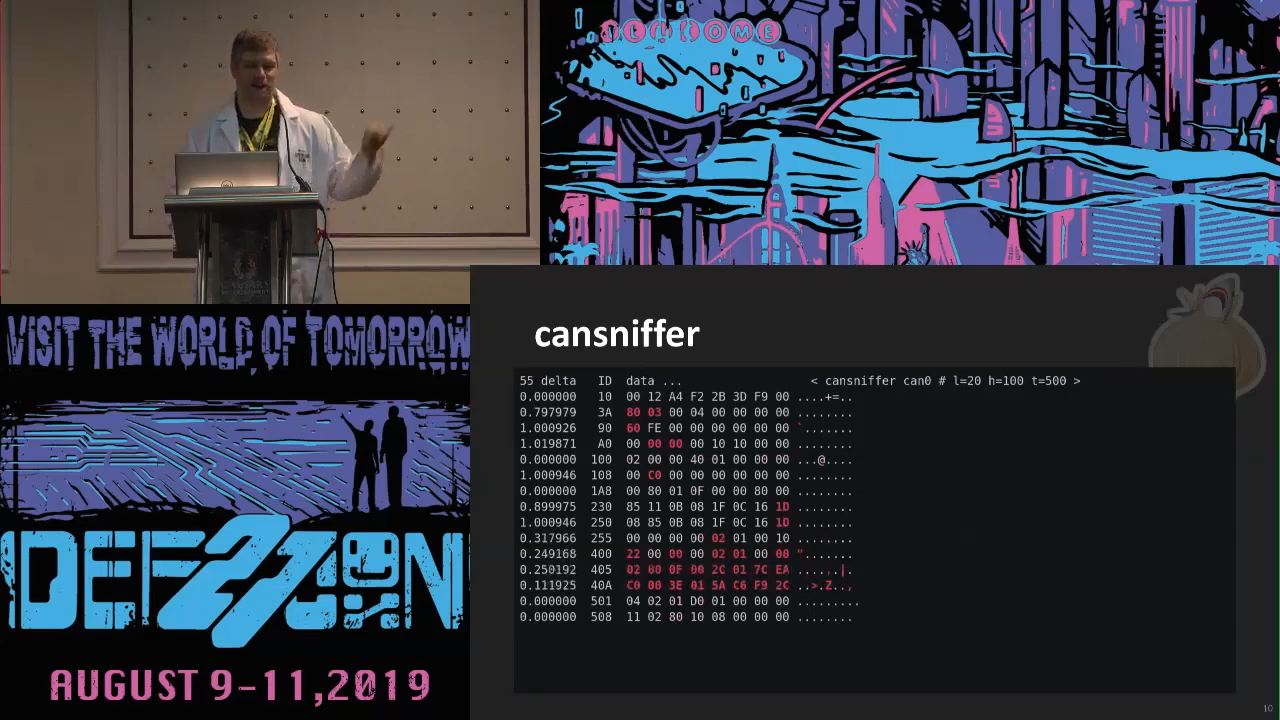 WELCOME
CAESARS
VISIT THE WORLD OF TOMORROW
DEF CON
27
AUGUST 9-11,2019
cansniffer
55 delta   ID  data ...                  < cansniffer can0 # l=20 h=100 t=500 >
0.000000   10  00 12 A4 F2 2B 3D F9 00 ....+=..
0.797979   3A  80 03 00 04 00 00 00 00 ........
1.000926   90  60 FE 00 00 00 00 00 00 `.......
1.019871   A0  00 00 00 00 10 10 00 00 ........
0.000000  100  02 00 00 40 01 00 00 00 ...@....
1.000946  108  00 C0 00 00 00 00 00 00 ........
0.000000  1A8  00 80 01 0F 00 00 80 00 ........
0.899975  230  85 11 0B 08 1F 0C 16 1D ........
1.000946  250  08 85 0B 08 1F 0C 16 1D ........
0.317966  255  00 00 00 00 02 01 00 10 ........
0.249168  400  22 00 00 00 02 01 00 00 ".......
0.250192  405  02 00 0F 00 2C 01 7C EA ....,.|.
0.111925  40A  C0 00 3E 01 5A C6 F9 2C ..>.Z..,
0.000000  501  04 02 01 D0 01 00 00 00 .........
0.000000  508  11 02 80 10 08 00 00 00 ........
10